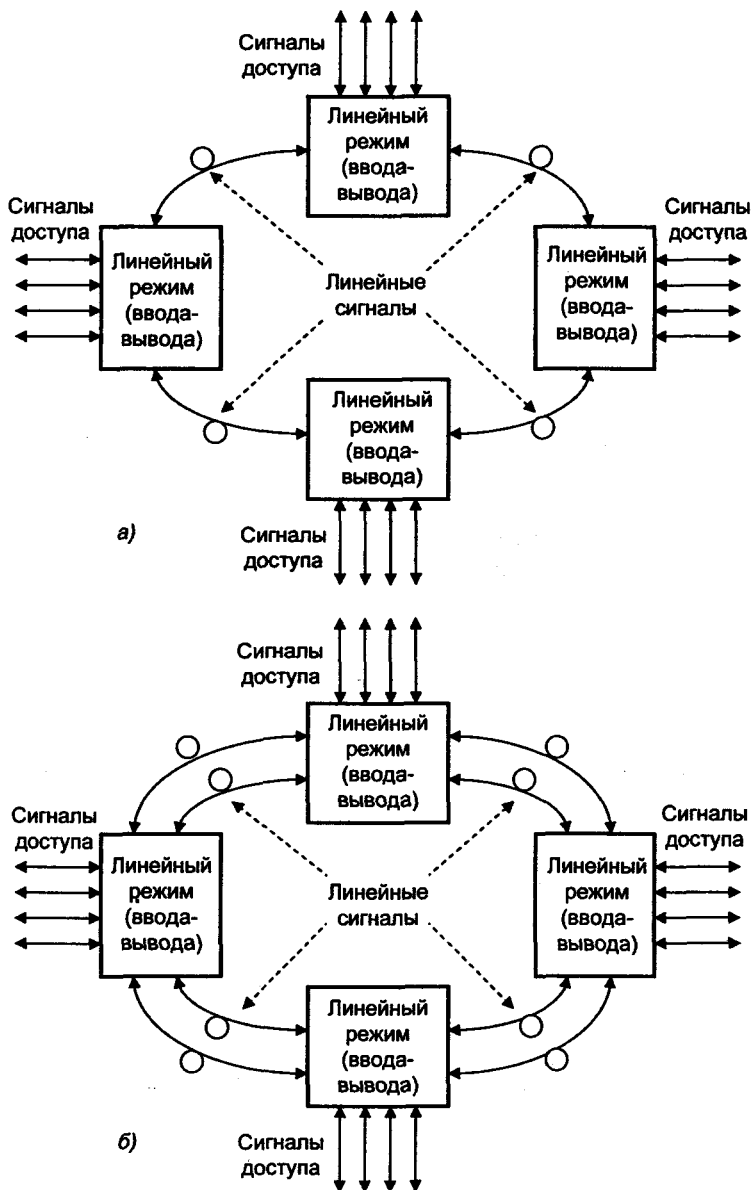 Сигналы
доступа
Линейный
режим
(ввода-
вывода)
Сигналы
доступа
Линейный
режим
(ввода-
вывода)
Линейные
сигналы
Линейный
режим
(ввода-
вывода)
Сигналы
доступа
Линейный
режим
(ввода-
вывода)
а)
Сигналы
доступа
Сигналы
доступа
Линейный
режим
(ввода-
вывода)
Сигналы
доступа
Линейный
режим
(ввода-
вывода)
Линейные
сигналы
Линейный
режим
(ввода-
вывода)
Сигналы
доступа
Линейный
режим
(ввода-
вывода)
б)
Сигналы
доступа